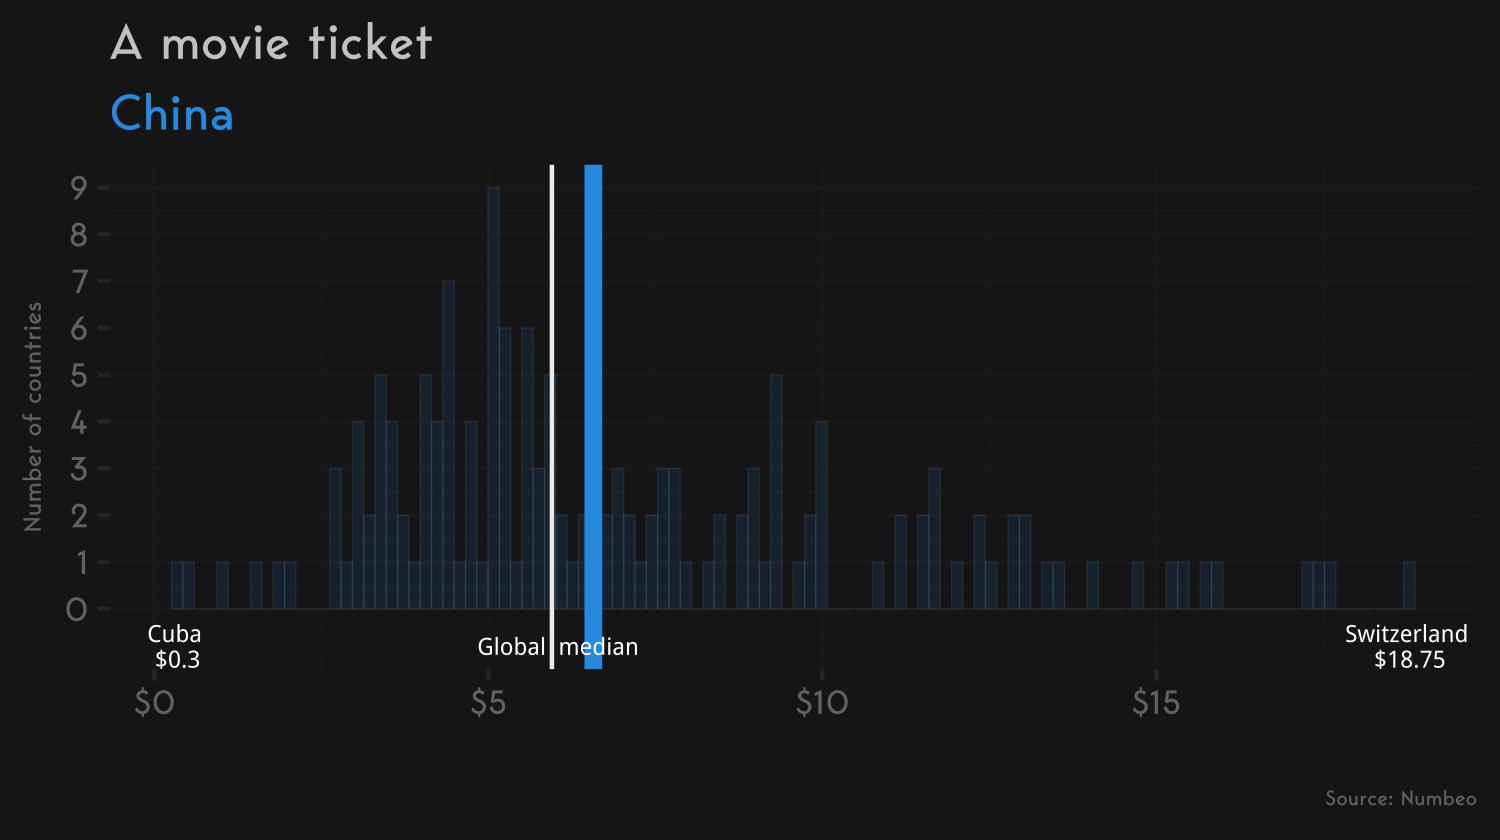 A movie ticket
China
Number of countries
9
8
7
6
5
4
3
2
1
0
Cuba
$0.3
Global median
Switzerland
$18.75
$0 $5 $10 $15
Source: Numbeo